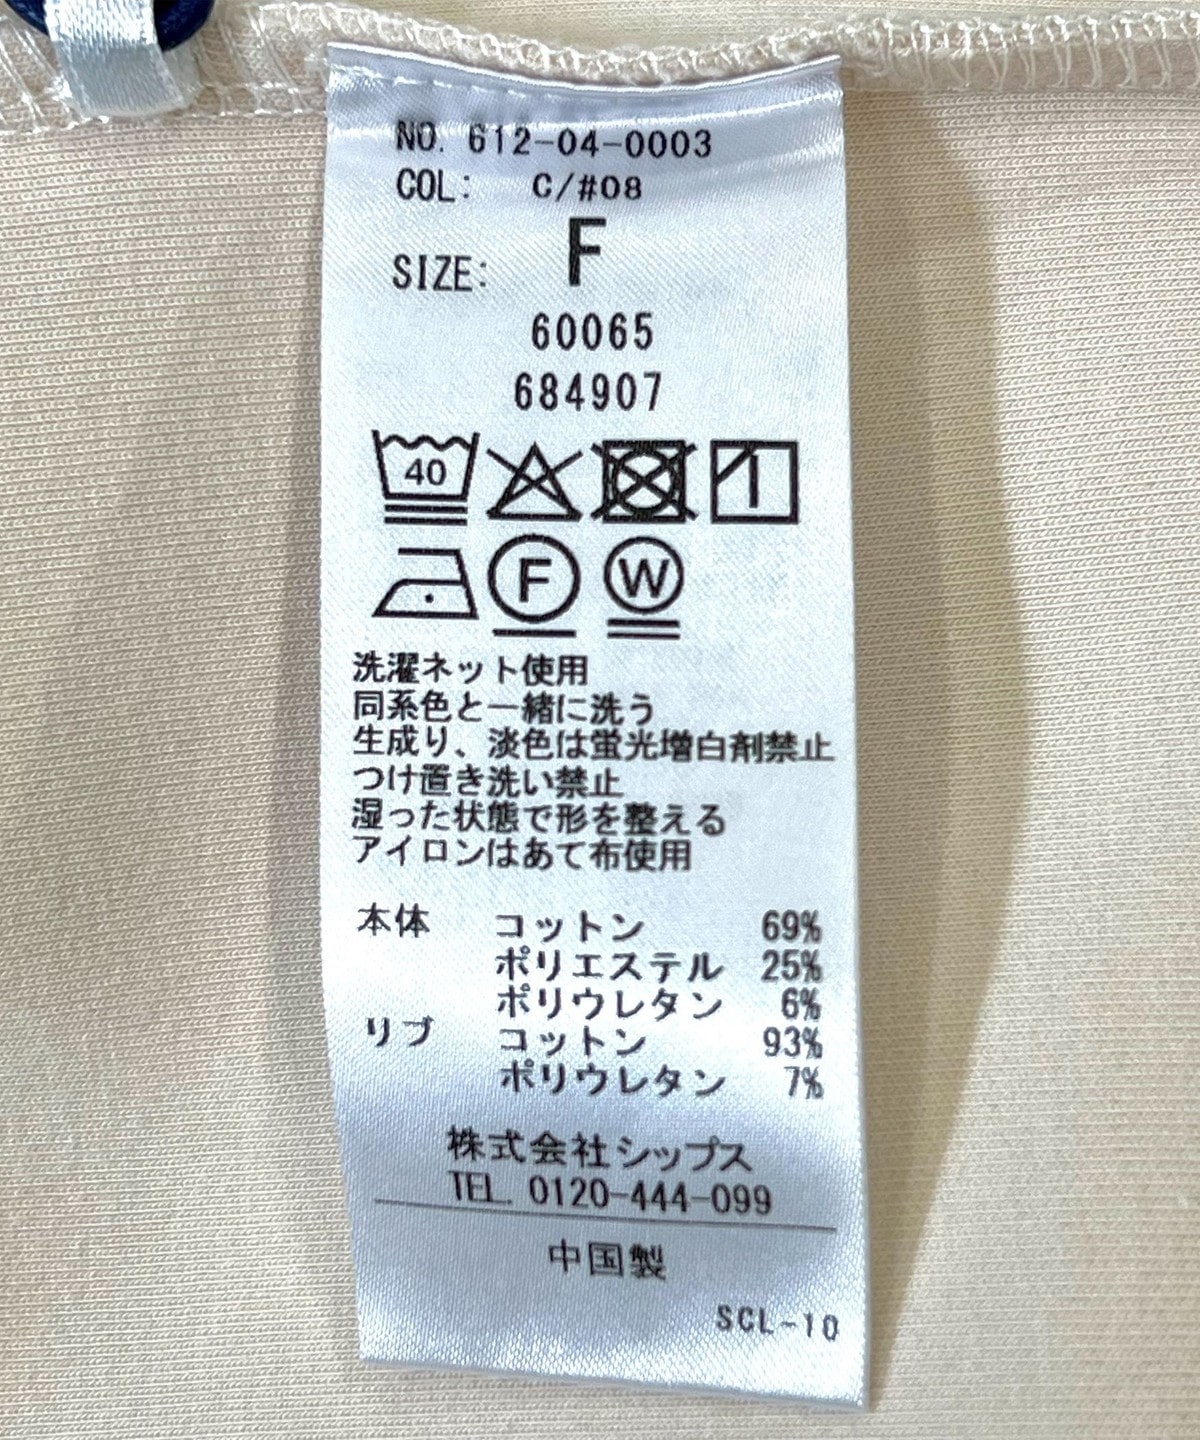 NO. 612-04-0003
COL: C/#08
SIZE: F
60065
684907
40
F W
洗濯ネット使用
同系色と一緒に洗う
生成り、淡色は蛍光増白剤禁止
つけ置き洗い禁止
湿った状態で形を整える
アイロンはあて布使用
本体 コットン 69%
ポリエステル 25%
ポリウレタン 6%
リブ コットン 93%
ポリウレタン 7%
株式会社シップス
TEL. 0120-444-099
中国製
SCL-10